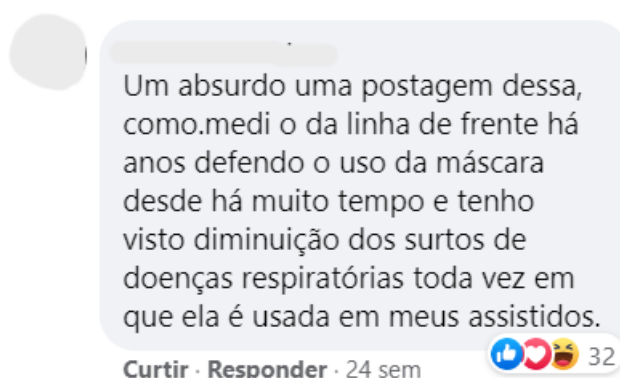 Um absurdo uma postagem dessa,
como.medi o da linha de frente há
anos defendo o uso da máscara
desde há muito tempo e tenho
visto diminuição dos surtos de
doenças respiratórias toda vez em
que ela é usada em meus assistidos.
32
Curtir · Responder · 24 sem